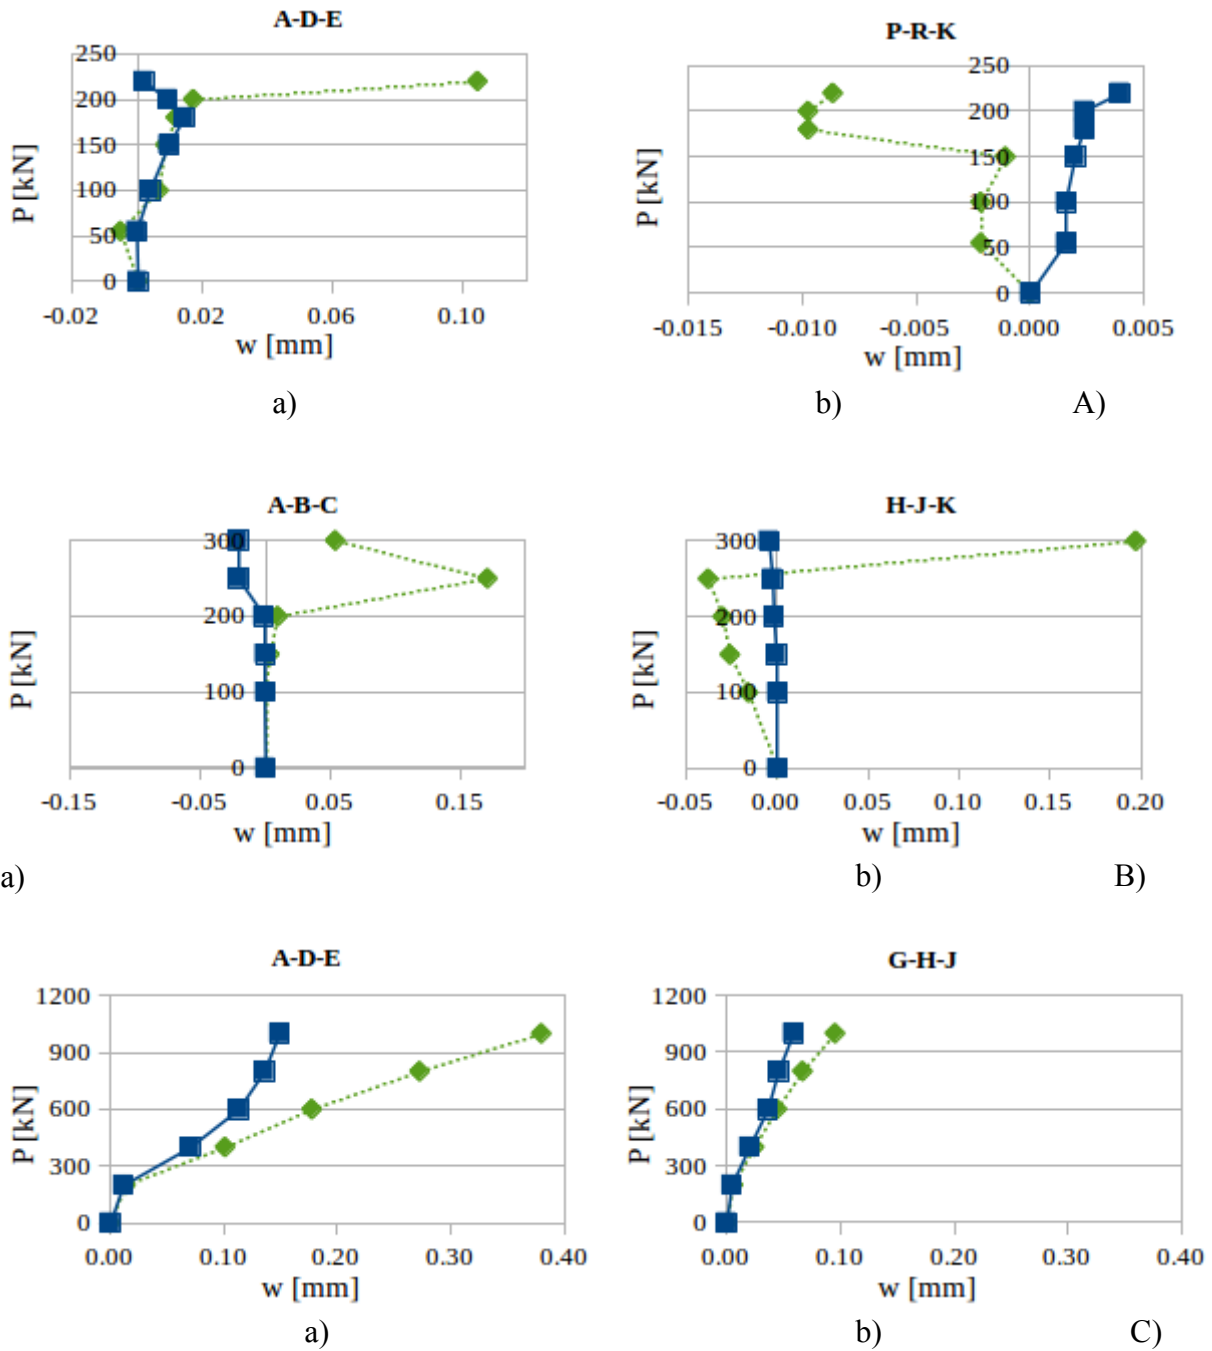 A-D-E
250
200
150
100
50
0
P [kN]
-0.02 0.02 0.06 0.10
w [mm]
P-R-K
250
200
150
100
50
0
P [kN]
-0.015 -0.010 -0.005 0.000 0.005
w [mm]
a) b) A)
A-B-C
300
200
100
0
P [kN]
-0.15 -0.05 0.05 0.15
w [mm]
H-J-K
300
200
100
0
P [kN]
-0.05 0.00 0.05 0.10 0.15 0.20
w [mm]
a) b) B)
A-D-E
1200
900
600
300
0
P [kN]
0.00 0.10 0.20 0.30 0.40
w [mm]
G-H-J
1200
900
600
300
0
P [kN]
0.00 0.10 0.20 0.30 0.40
w [mm]
a) b) C)